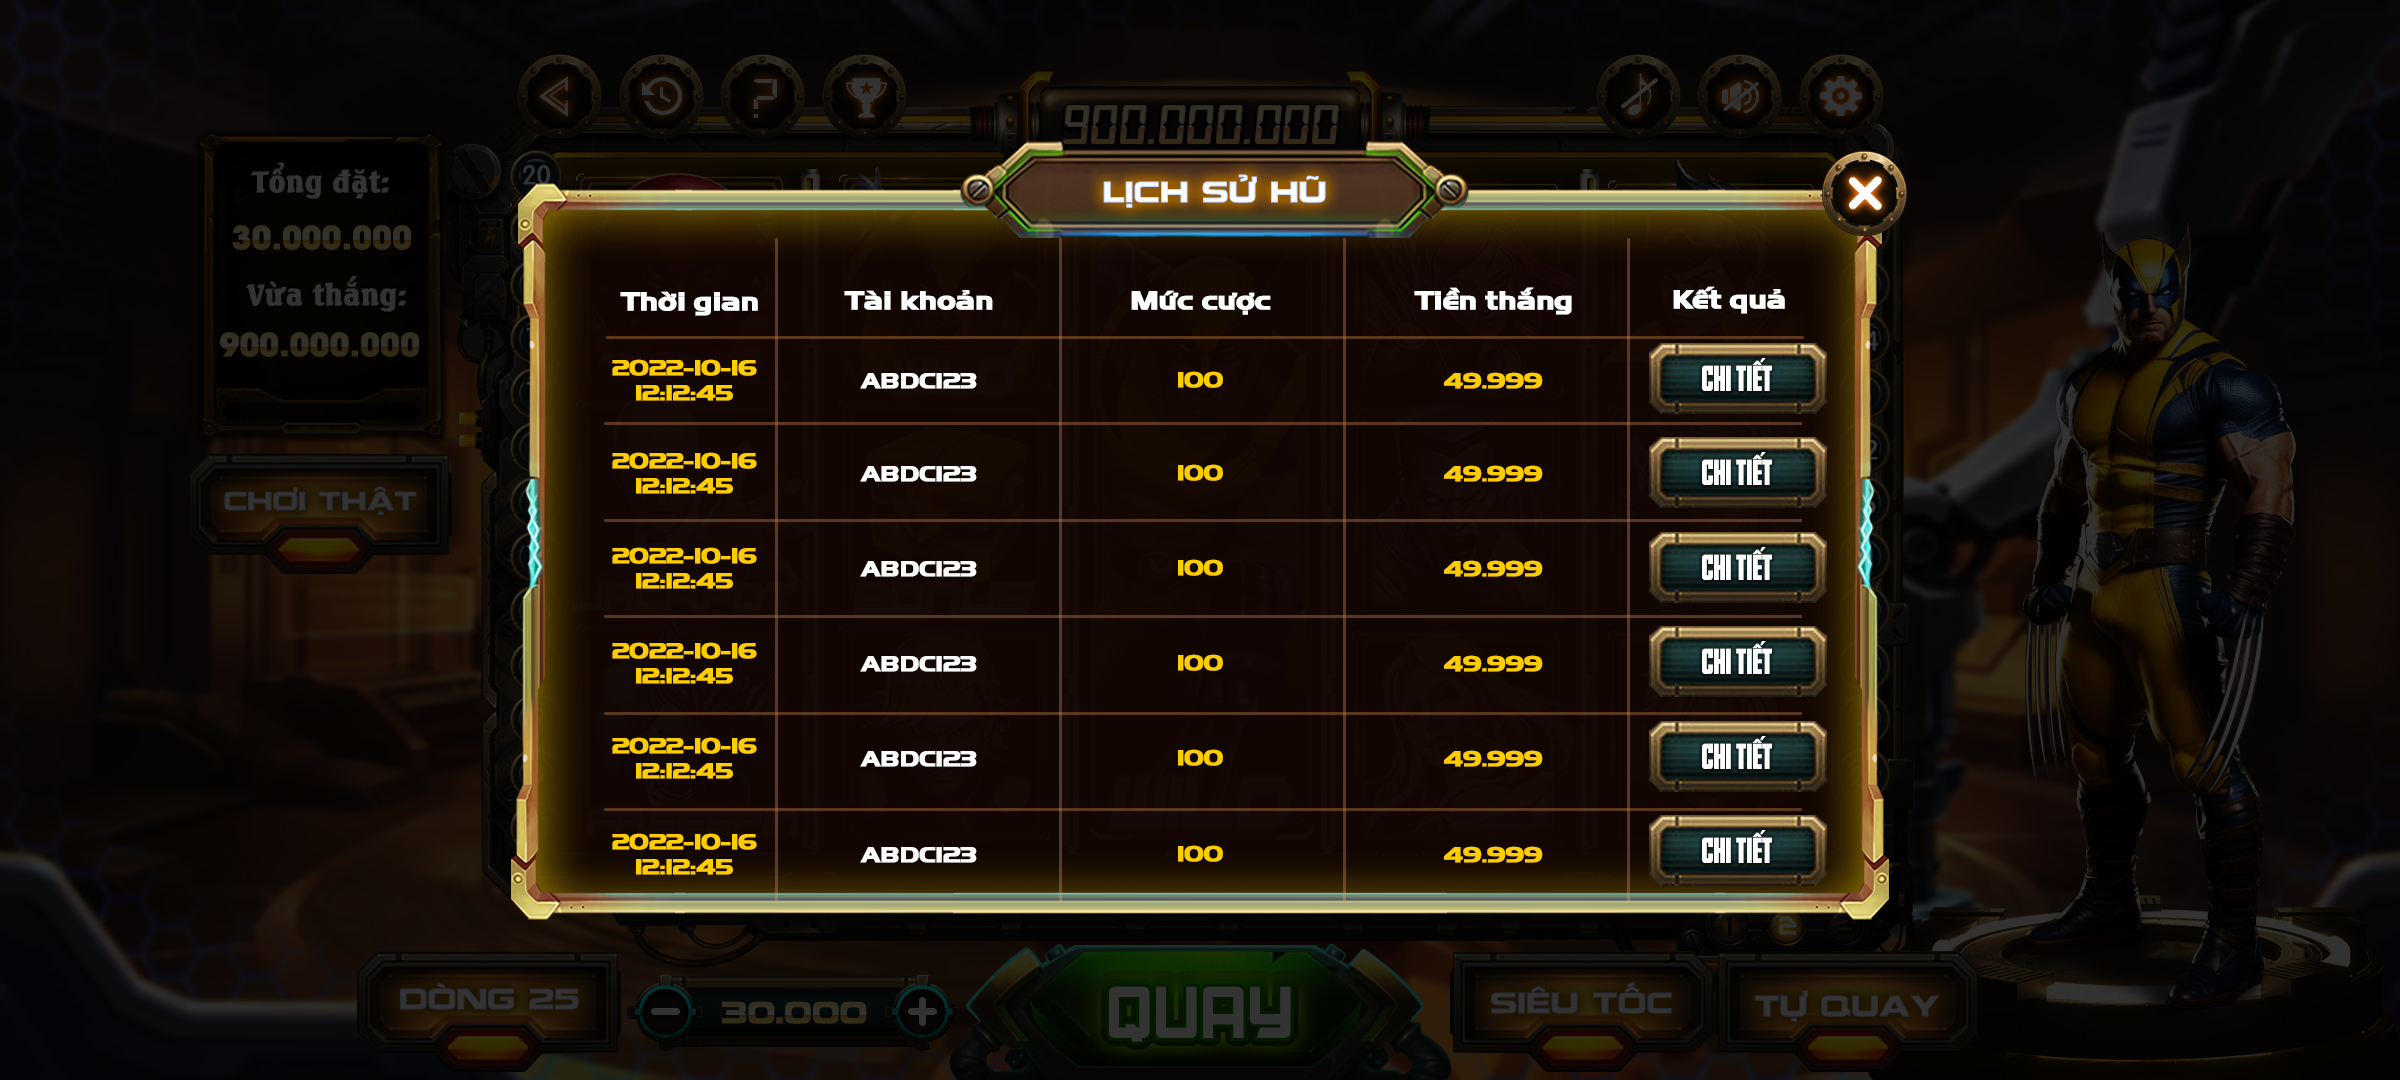 900.000.000
Tổng đặt:
30.000.000
Vừa thắng:
900.000.000
CHƠI THẬT
20
LỊCH SỬ HŨ
Thời gian Tài khoản Mức cược Tiền thắng Kết quả
2022-10-16
12:12:45
ABDC123 100 49.999 CHI TIẾT
2022-10-16
12:12:45
ABDC123 100 49.999 CHI TIẾT
2022-10-16
12:12:45
ABDC123 100 49.999 CHI TIẾT
2022-10-16
12:12:45
ABDC123 100 49.999 CHI TIẾT
2022-10-16
12:12:45
ABDC123 100 49.999 CHI TIẾT
2022-10-16
12:12:45
ABDC123 100 49.999 CHI TIẾT
1 2
DÒNG 25
30.000
QUAY
SIÊU TỐC
TỰ QUAY